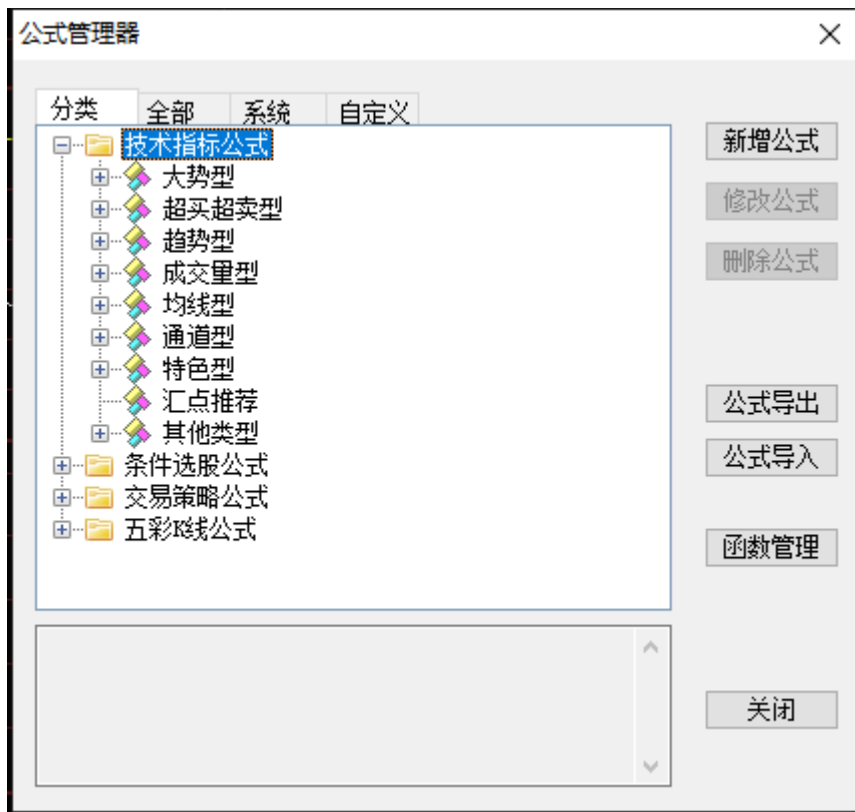 公式管理器
分类 全部 系统 自定义
技术指标公式
大势型
超买超卖型
趋势型
成交量型
均线型
通道型
特色型
汇点推荐
其他类型
条件选股公式
交易策略公式
五彩K线公式
新增公式
修改公式
删除公式
公式导出
公式导入
函数管理
关闭